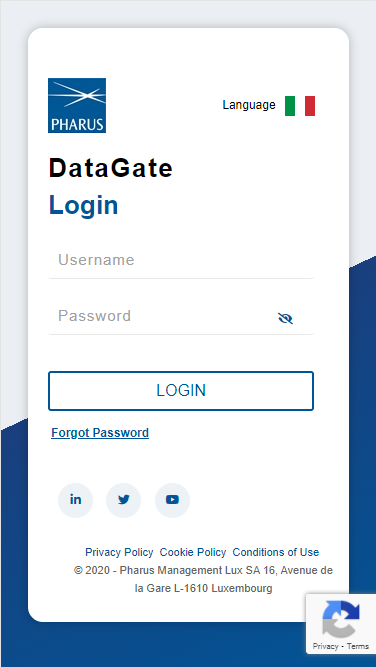 PHARUS
Language
DataGate
Login
Username
Password
LOGIN
Forgot Password
Privacy Policy Cookie Policy Conditions of Use
© 2020 - Pharus Management Lux SA 16, Avenue de
la Gare L-1610 Luxembourg
Privacy - Terms